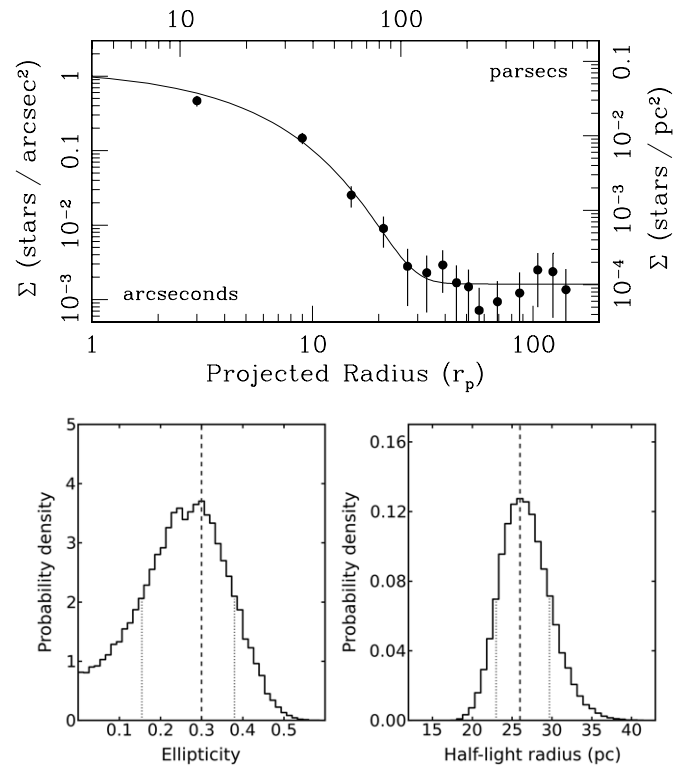 10 100
1
0.1
10⁻²
10⁻³
Σ (stars / arcsec²)
parsecs
arcseconds
0.1
10⁻²
10⁻³
10⁻⁴
Σ (stars / pc²)
1 10 100
Projected Radius (rₚ)
5
4
3
2
1
0
Probability density
0.1 0.2 0.3 0.4 0.5
Ellipticity
0.16
0.12
0.08
0.04
0.00
Probability density
15 20 25 30 35 40
Half-light radius (pc)